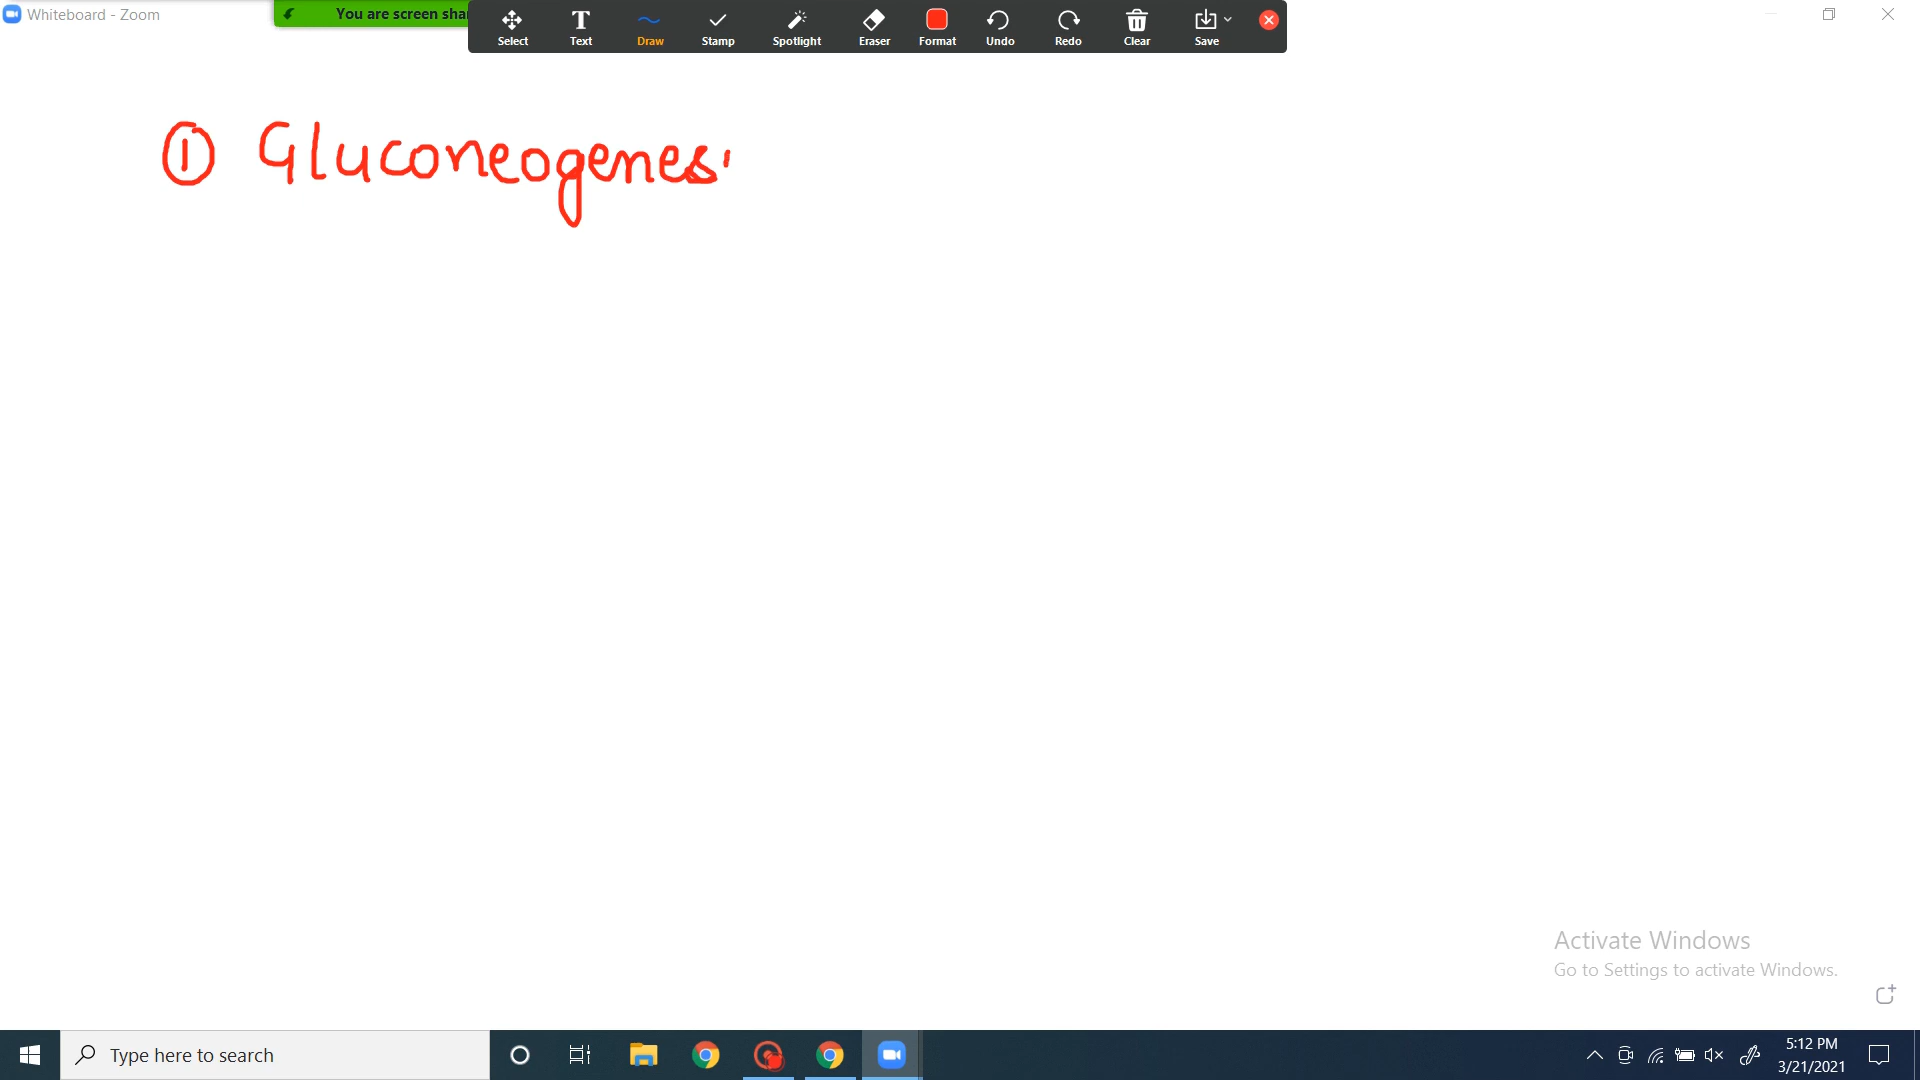 Whiteboard - Zoom
You are screen sha
Select Text Draw Stamp Spotlight Eraser Format Undo Redo Clear Save
① Gluconeogenesi
Activate Windows
Go to Settings to activate Windows.
Type here to search
5:12 PM
3/21/2021